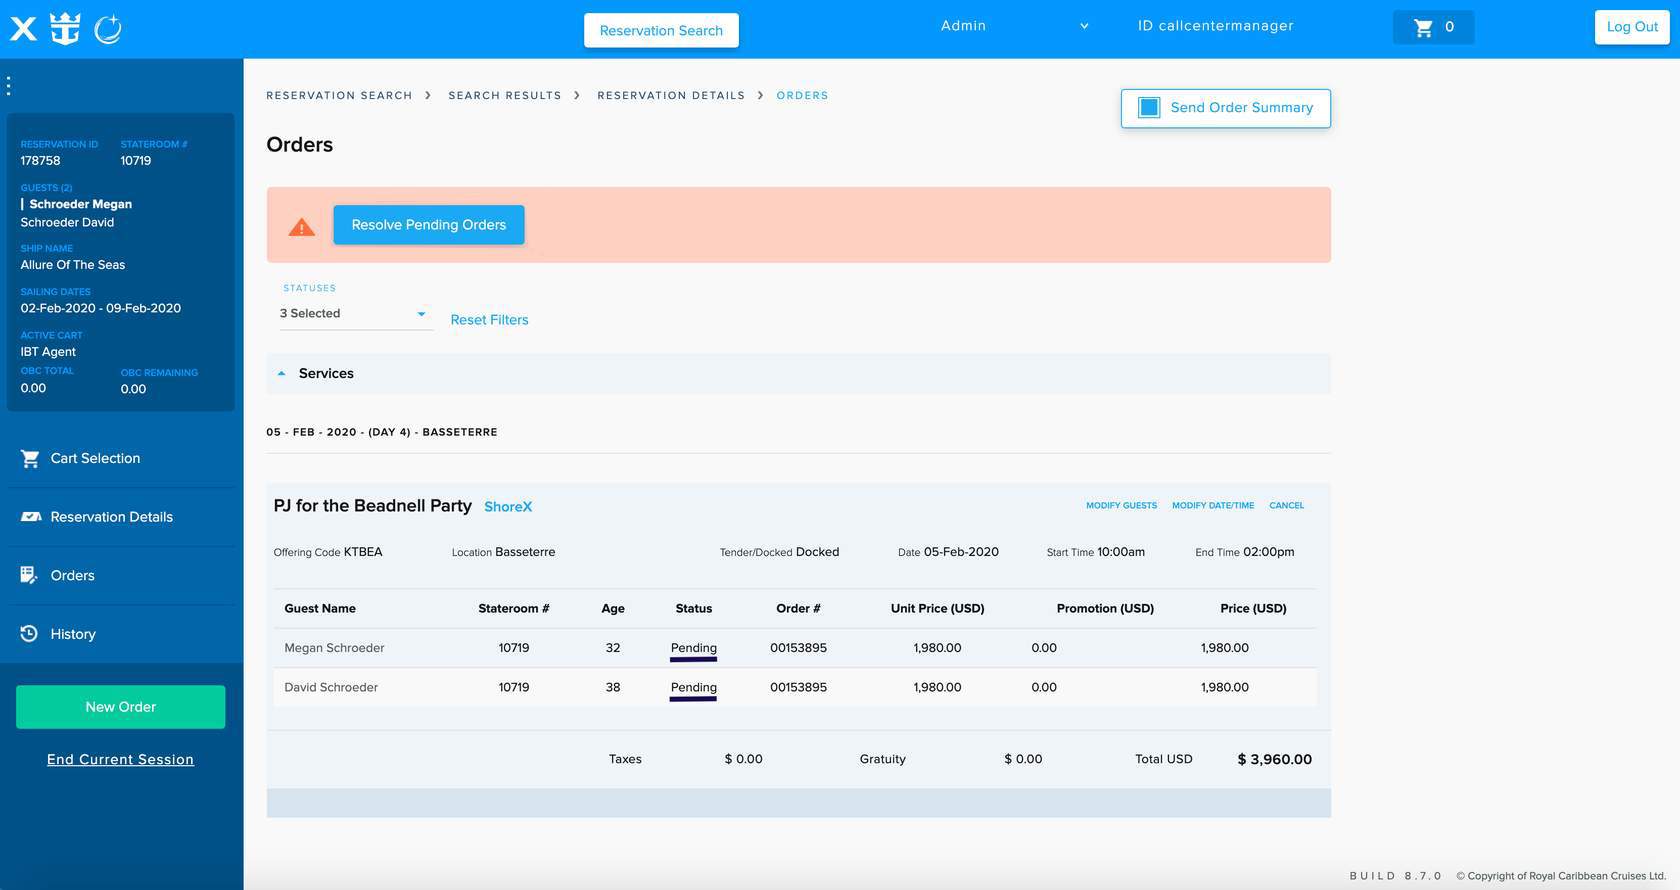 Reservation Search
Admin
ID callcentermanager
0
Log Out
RESERVATION ID STATEROOM #
178758 10719
GUESTS (2)
Schroeder Megan
Schroeder David
SHIP NAME
Allure Of The Seas
SAILING DATES
02-Feb-2020 - 09-Feb-2020
ACTIVE CART
IBT Agent
OBC TOTAL OBC REMAINING
0.00 0.00
Cart Selection
Reservation Details
Orders
History
New Order
End Current Session
RESERVATION SEARCH > SEARCH RESULTS > RESERVATION DETAILS > ORDERS
Send Order Summary
Orders
Resolve Pending Orders
STATUSES
3 Selected
Reset Filters
Services
05 - FEB - 2020 - (DAY 4) - BASSETERRE
PJ for the Beadnell Party ShoreX MODIFY GUESTS MODIFY DATE/TIME CANCEL
Offering Code KTBEA Location Basseterre Tender/Docked Docked Date 05-Feb-2020 Start Time 10:00am End Time 02:00pm
Guest Name Stateroom # Age Status Order # Unit Price (USD) Promotion (USD) Price (USD)
Megan Schroeder 10719 32 Pending 00153895 1,980.00 0.00 1,980.00
David Schroeder 10719 38 Pending 00153895 1,980.00 0.00 1,980.00
Taxes $ 0.00 Gratuity $ 0.00 Total USD $ 3,960.00
BUILD 8.7.0 © Copyright of Royal Caribbean Cruises Ltd.